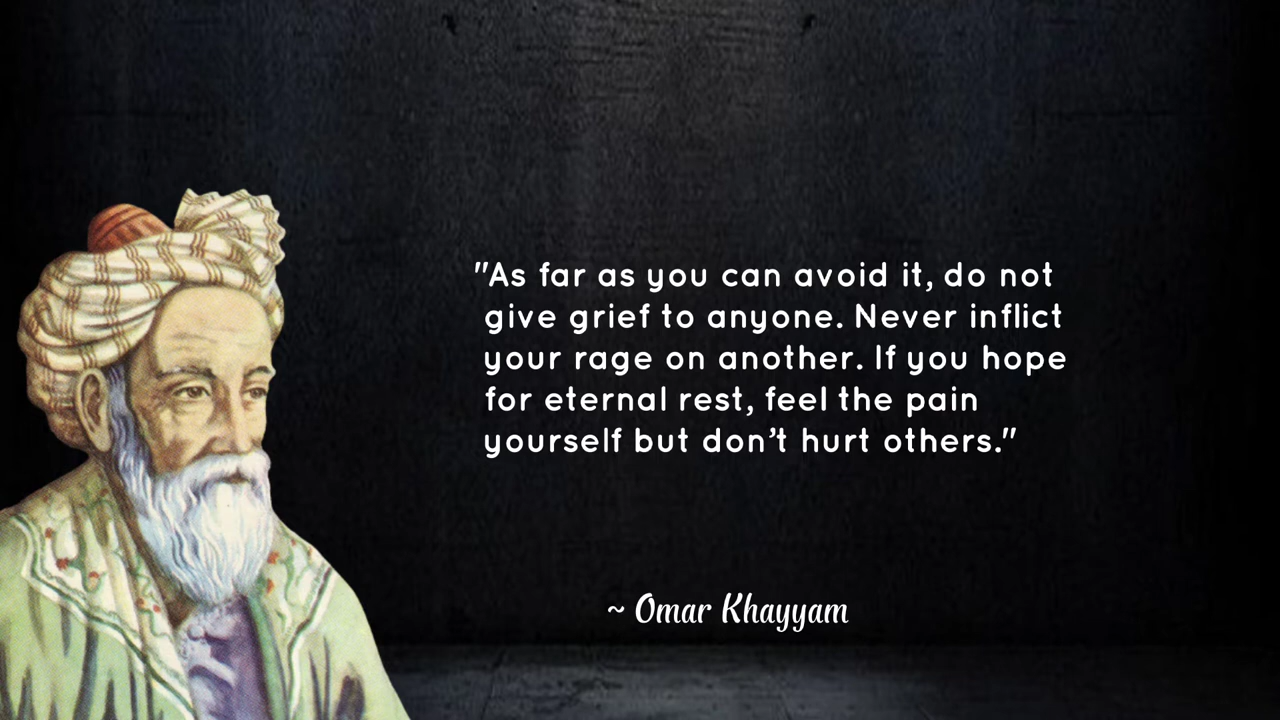 "As far as you can avoid it, do not
give grief to anyone. Never inflict
your rage on another. If you hope
for eternal rest, feel the pain
yourself but don’t hurt others."
~ Omar Khayyam